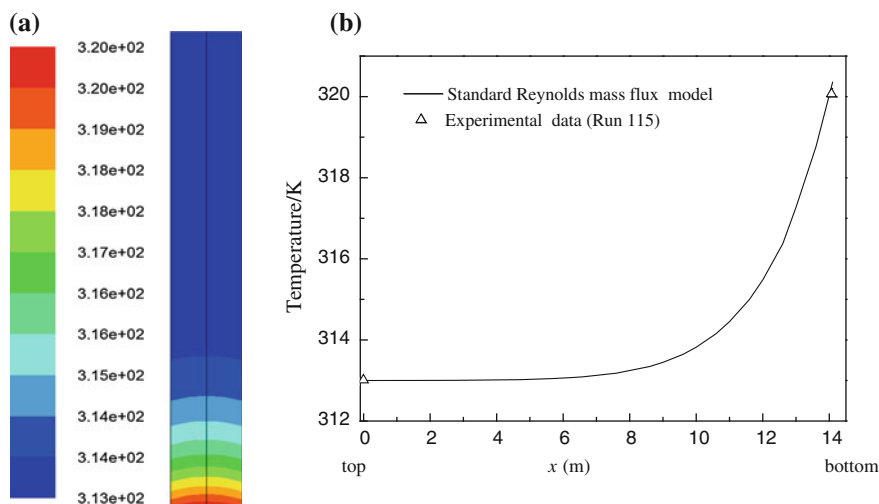 (a)
3.20e+02
3.20e+02
3.19e+02
3.18e+02
3.18e+02
3.17e+02
3.16e+02
3.16e+02
3.15e+02
3.14e+02
3.14e+02
3.13e+02
(b)
Temperature/K
320
318
316
314
312
Standard Reynolds mass flux model
Experimental data (Run 115)
0 2 4 6 8 10 12 14
top x (m) bottom